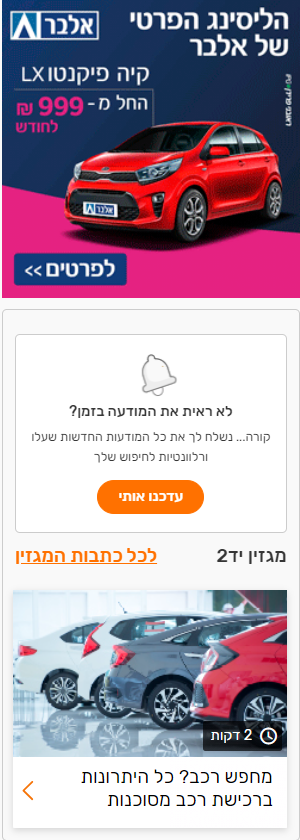 הליסינג הפרטי
של אלבר
אלבר
קיה פיקנטו LX
החל מ- 999 ₪
לחודש
אלבר
לפרטים >>
לא ראית את המודעה בזמן?
קורה... נשלח לך את כל המודעות החדשות שעלו
ורלוונטיות לחיפוש שלך
עדכנו אותי
מגזין יד2
לכל כתבות המגזין
2 דקות
מחפש רכב? כל היתרונות
ברכישת רכב מסוכנות